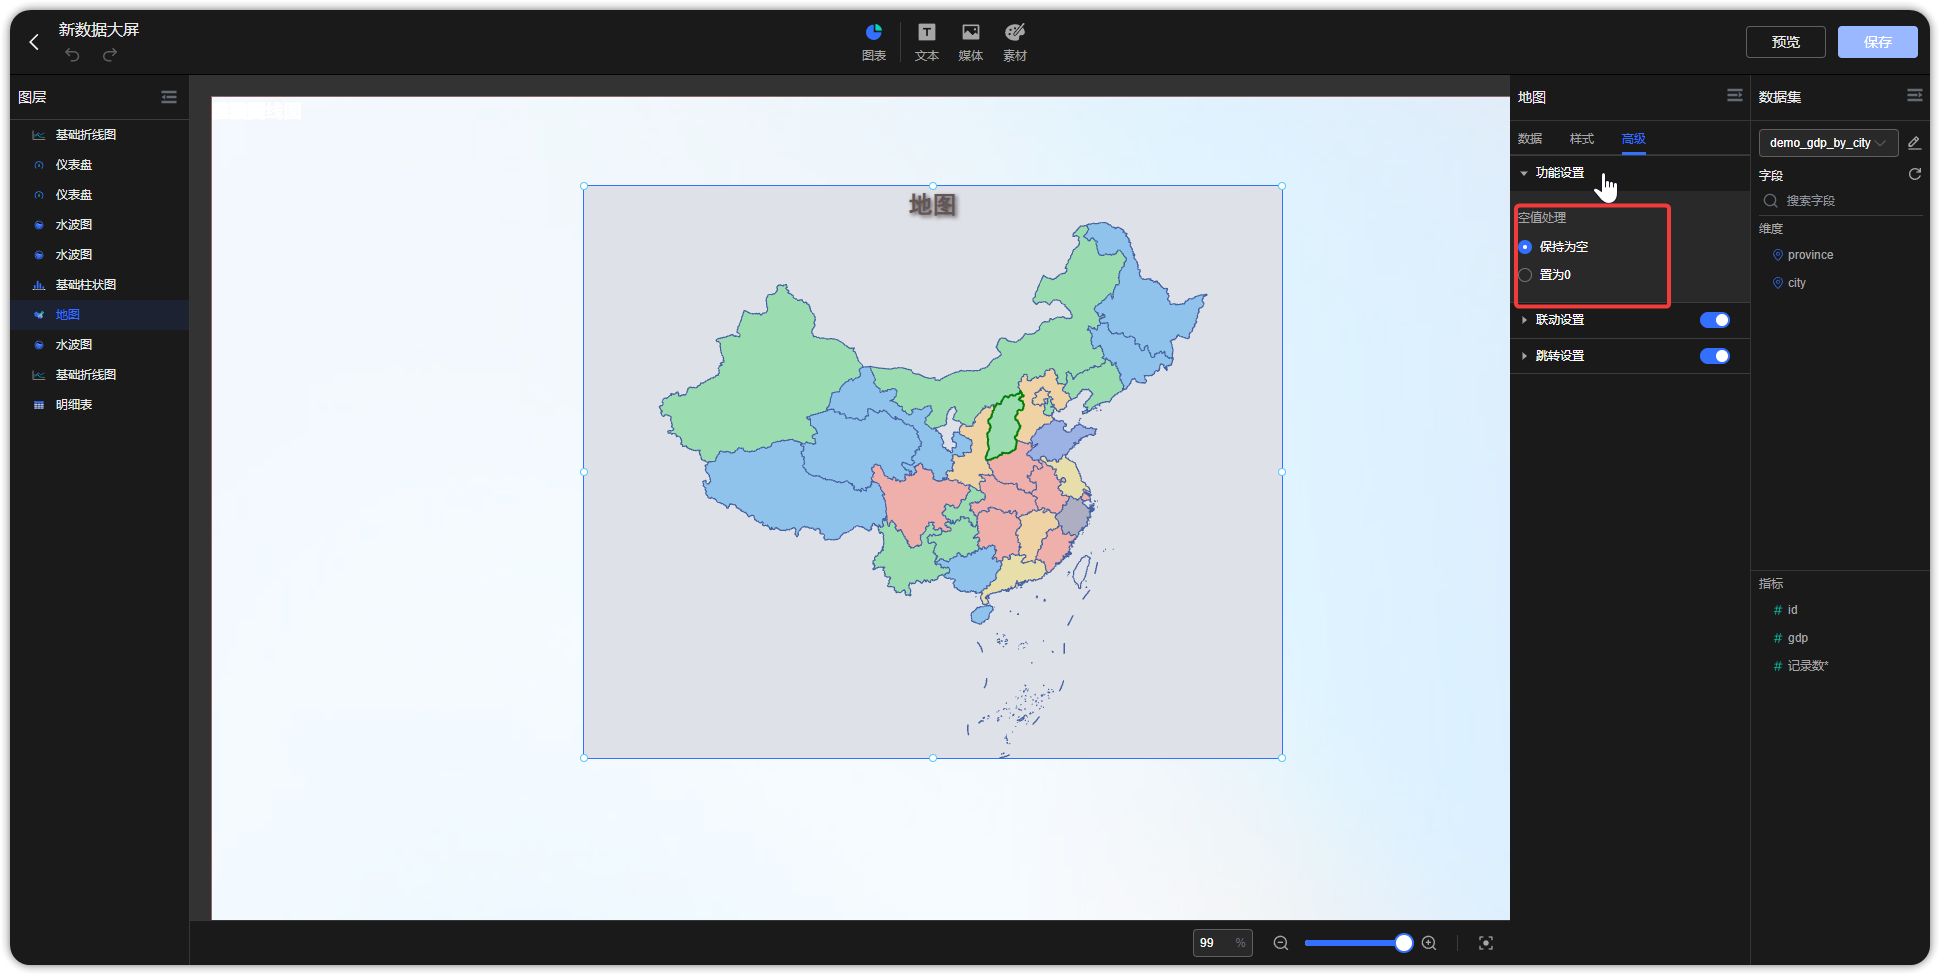 新数据大屏
图表
文本
媒体
素材
预览
保存
图层
基础折线图
仪表盘
仪表盘
水波图
水波图
基础柱状图
地图
水波图
基础折线图
明细表
线图
地图
99 %
地图
数据
样式
高级
功能设置
空值处理
保持为空
置为0
联动设置
跳转设置
数据集
demo_gdp_by_city
字段
搜索字段
维度
province
city
指标
# id
# gdp
# 记录数*